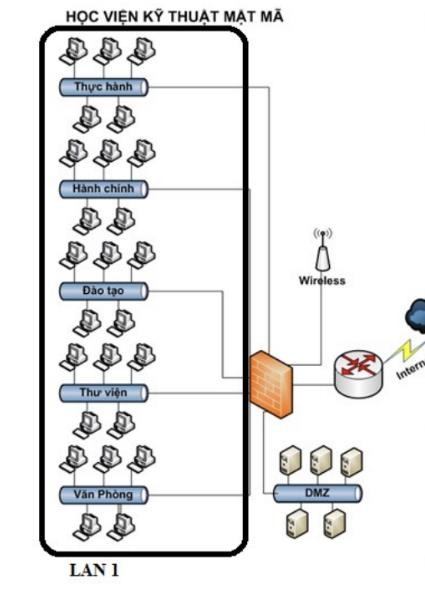 HỌC VIỆN KỸ THUẬT MẬT MÃ
Thực hành
Hành chính
Wireless
Đào tạo
Thư viện
Văn Phòng
DMZ
LAN 1